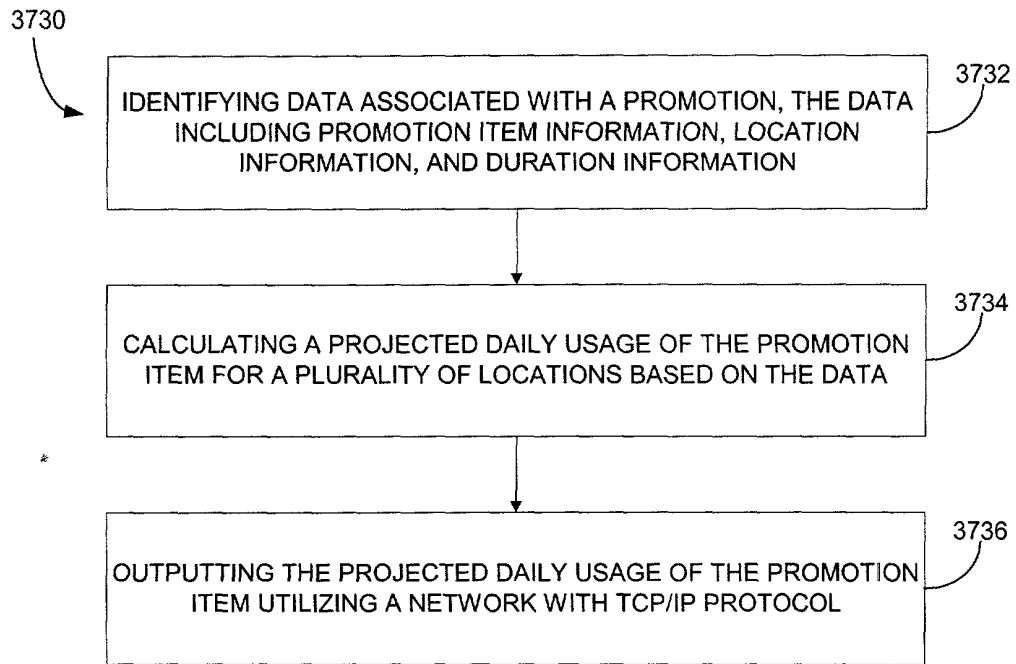 3730
3732
IDENTIFYING DATA ASSOCIATED WITH A PROMOTION, THE DATA
INCLUDING PROMOTION ITEM INFORMATION, LOCATION
INFORMATION, AND DURATION INFORMATION
3734
CALCULATING A PROJECTED DAILY USAGE OF THE PROMOTION
ITEM FOR A PLURALITY OF LOCATIONS BASED ON THE DATA
3736
OUTPUTTING THE PROJECTED DAILY USAGE OF THE PROMOTION
ITEM UTILIZING A NETWORK WITH TCP/IP PROTOCOL